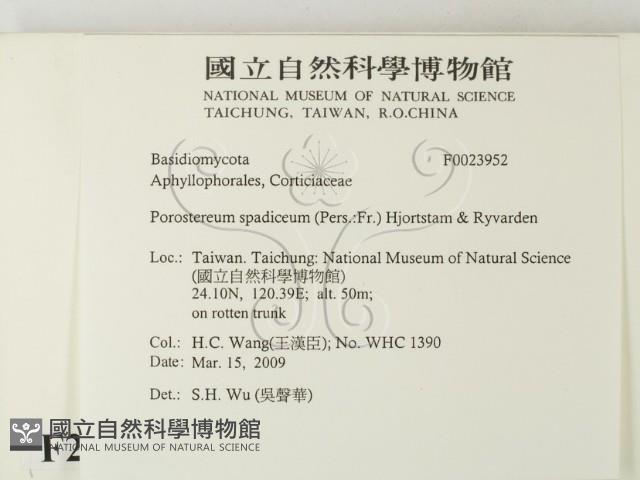 國立自然科學博物館
NATIONAL MUSEUM OF NATURAL SCIENCE
TAICHUNG, TAIWAN, R.O.CHINA
Basidiomycota F0023952
Aphyllophorales, Corticiaceae
Porostereum spadiceum (Pers.:Fr.) Hjortstam & Ryvarden
Loc.: Taiwan. Taichung: National Museum of Natural Science
(國立自然科學博物館)
24.10N, 120.39E; alt. 50m;
on rotten trunk
Col.: H.C. Wang(王漢臣); No. WHC 1390
Date: Mar. 15, 2009
Det.: S.H. Wu (吳聲華)
國立自然科學博物館
NATIONAL MUSEUM OF NATURAL SCIENCE
F2